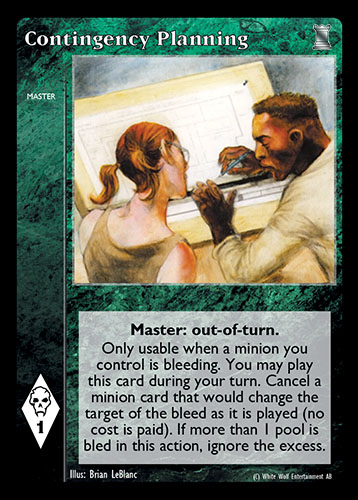 Contingency Planning
MASTER
Master: out-of-turn.
Only usable when a minion you
control is bleeding. You may play
this card during your turn. Cancel a
minion card that would change the
target of the bleed as it is played (no
cost is paid). If more than 1 pool is
bled in this action, ignore the excess.
1
Illus: Brian LeBlanc
(C) White Wolf Entertainment AB